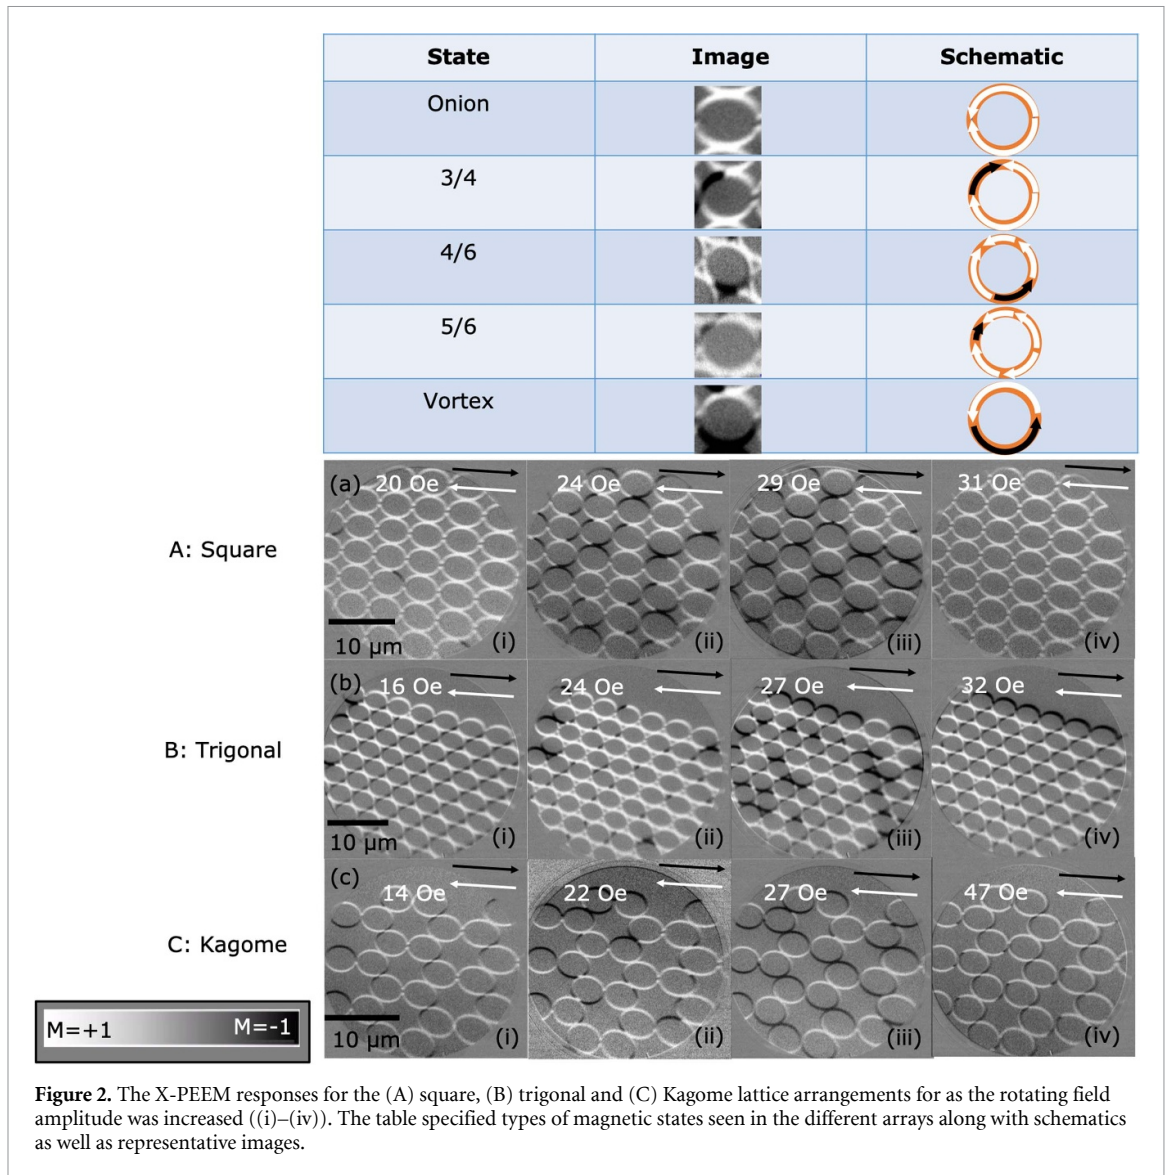 State Image Schematic
Onion
3/4
4/6
5/6
Vortex
(a) 20 Oe 24 Oe 29 Oe 31 Oe
A: Square
10 µm (i) (ii) (iii) (iv)
(b) 16 Oe 24 Oe 27 Oe 32 Oe
B: Trigonal
10 µm (i) (ii) (iii) (iv)
(c) 14 Oe 22 Oe 27 Oe 47 Oe
C: Kagome
M=+1 M=-1
10 µm (i) (ii) (iii) (iv)
Figure 2. The X-PEEM responses for the (A) square, (B) trigonal and (C) Kagome lattice arrangements for as the rotating field
amplitude was increased ((i)–(iv)). The table specified types of magnetic states seen in the different arrays along with schematics
as well as representative images.